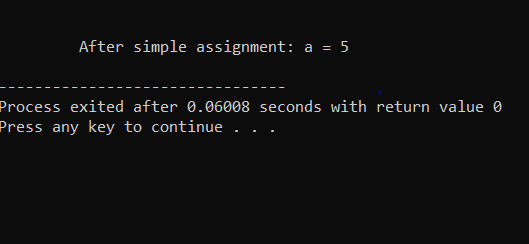 After simple assignment: a = 5
--------------------------------
Process exited after 0.06008 seconds with return value 0
Press any key to continue . . .